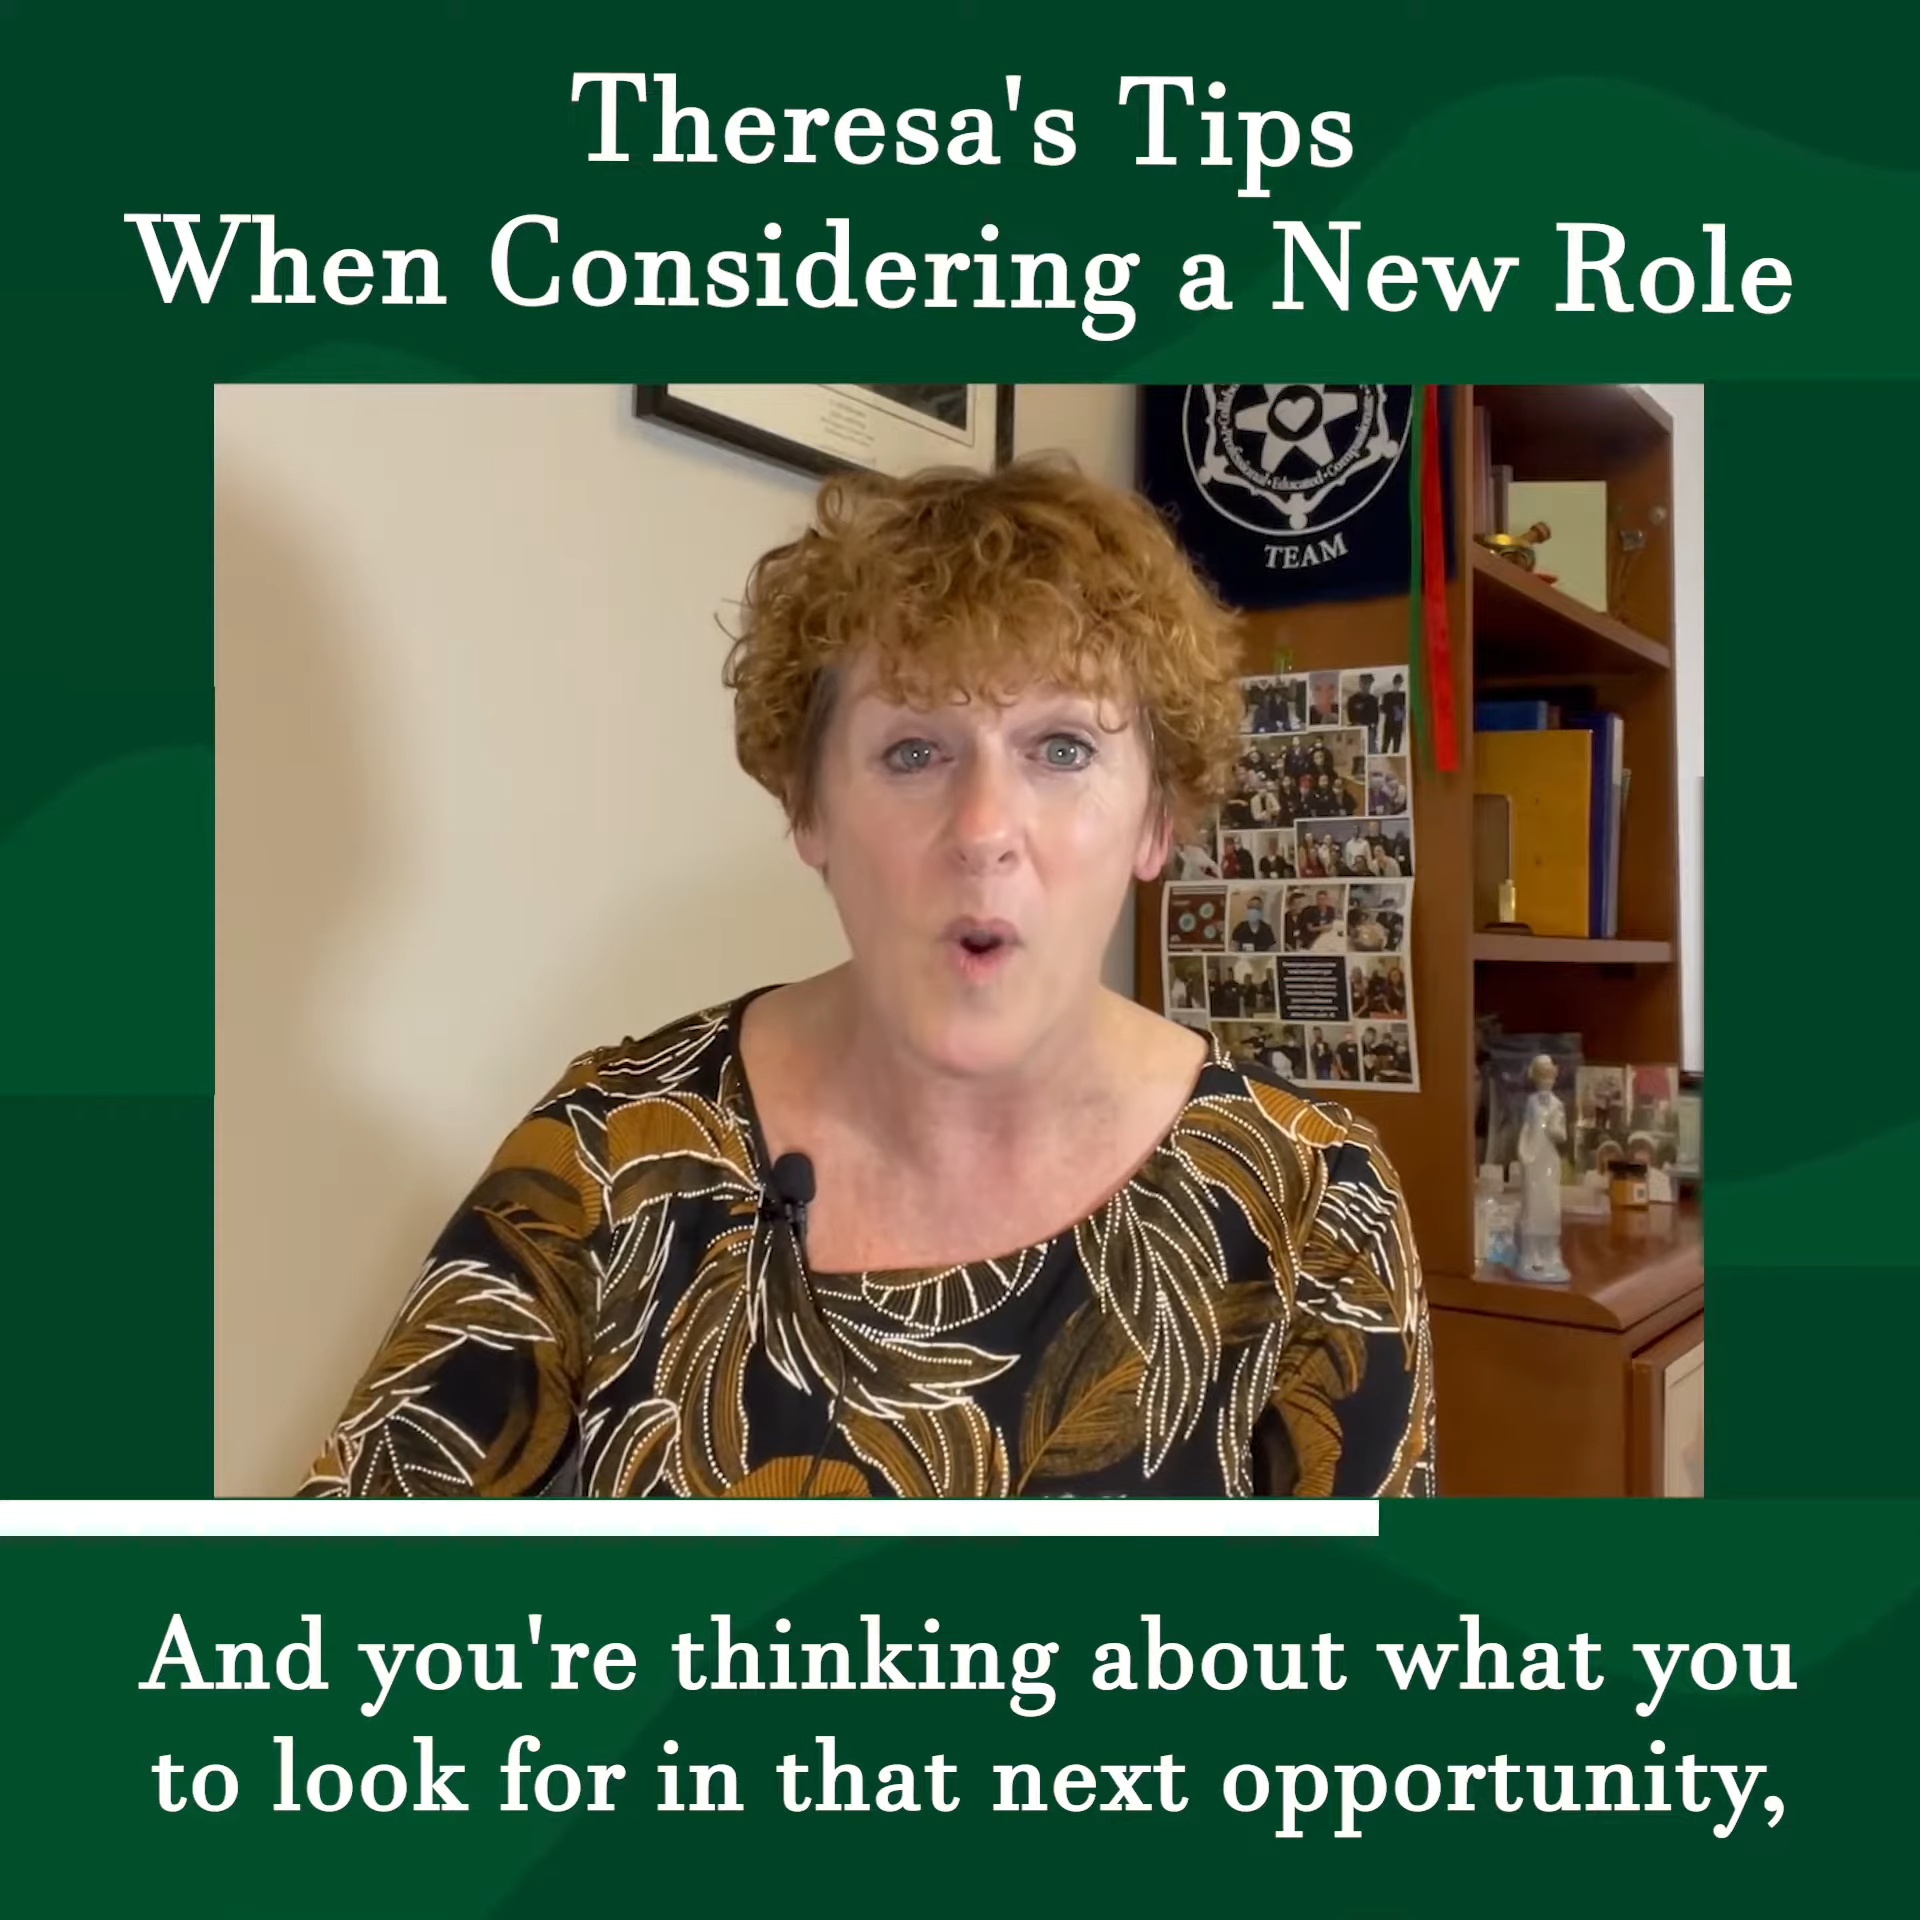 Theresa's Tips
When Considering a New Role
Educated
TEAM
And you're thinking about what you
to look for in that next opportunity,